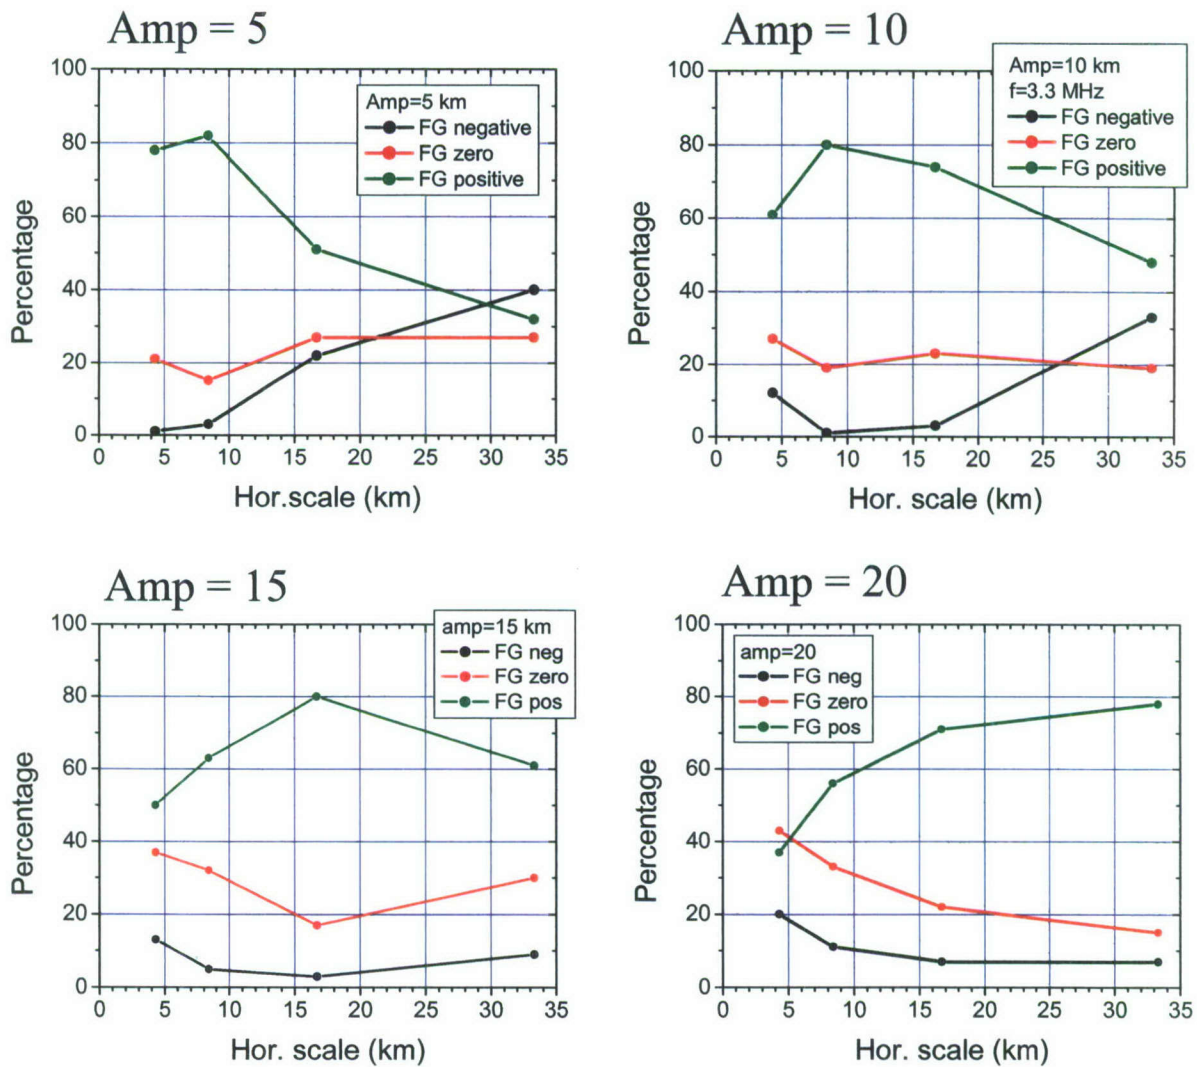 Amp = 5
Amp=5 km
FG negative
FG zero
FG positive
100
80
60
40
20
0
Percentage
0 5 10 15 20 25 30 35
Hor.scale (km)
Amp = 10
Amp=10 km
f=3.3 MHz
FG negative
FG zero
FG positive
100
80
60
40
20
0
Percentage
0 5 10 15 20 25 30 35
Hor. scale (km)
Amp = 15
amp=15 km
FG neg
FG zero
FG pos
100
80
60
40
20
0
Percentage
0 5 10 15 20 25 30 35
Hor. scale (km)
Amp = 20
amp=20
FG neg
FG zero
FG pos
100
80
60
40
20
0
Percentage
0 5 10 15 20 25 30 35
Hor. scale (km)